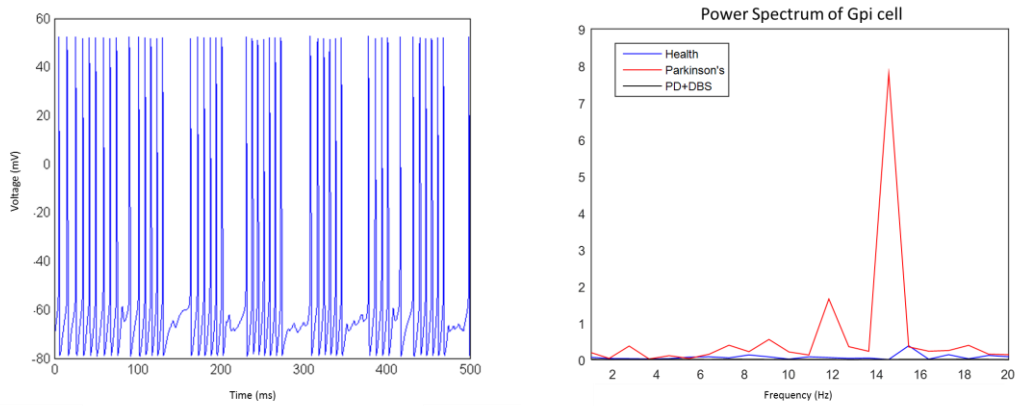 60
40
20
0
-20
-40
-60
-80
Voltage (mV)
0 100 200 300 400 500
Time (ms)
Power Spectrum of Gpi cell
9
8
7
6
5
4
3
2
1
0
Health
Parkinson's
PD+DBS
2 4 6 8 10 12 14 16 18 20
Frequency (Hz)